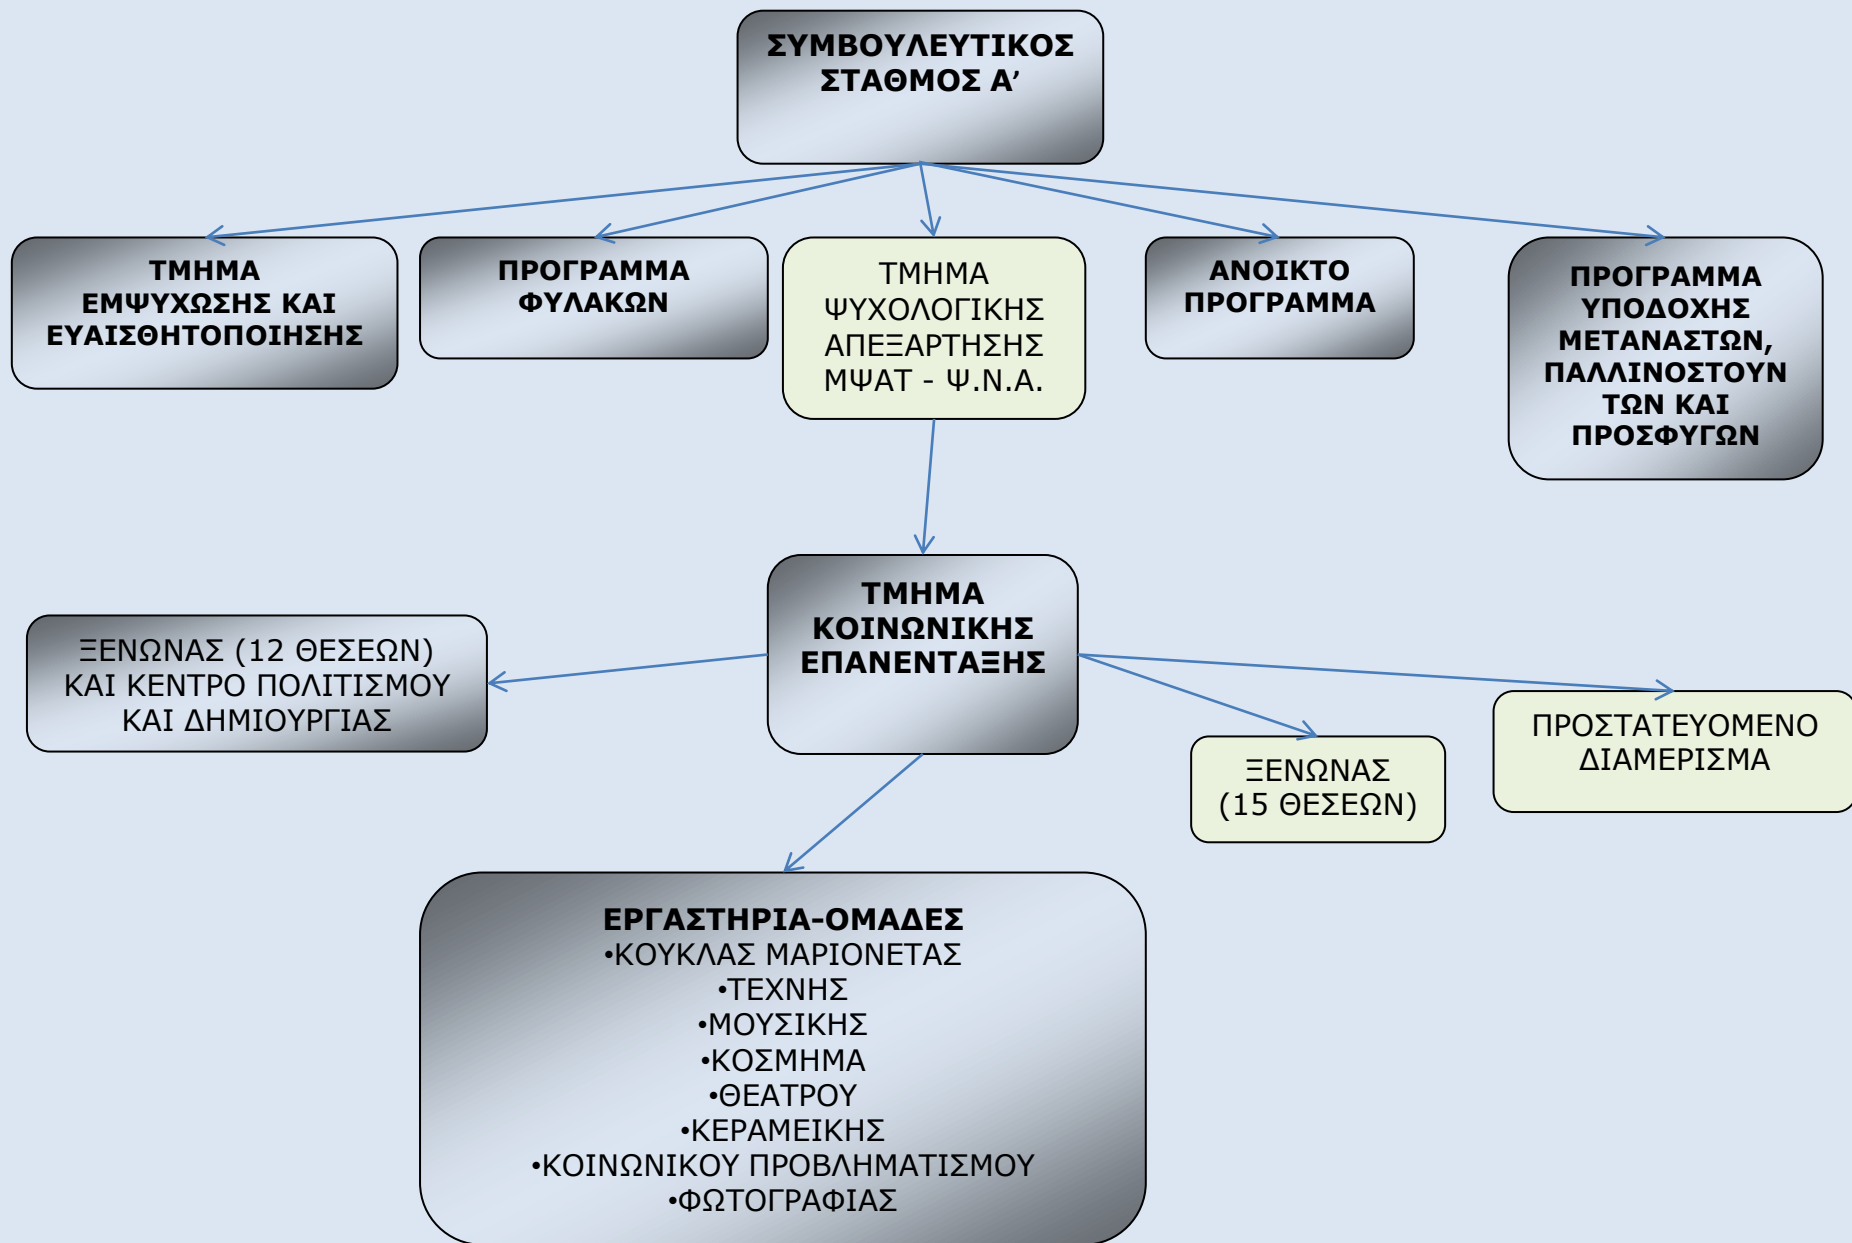 ΣΥΜΒΟΥΛΕΥΤΙΚΟΣ
ΣΤΑΘΜΟΣ Α’
ΤΜΗΜΑ
ΕΜΨΥΧΩΣΗΣ ΚΑΙ
ΕΥΑΙΣΘΗΤΟΠΟΙΗΣΗΣ
ΠΡΟΓΡΑΜΜΑ
ΦΥΛΑΚΩΝ
ΤΜΗΜΑ
ΨΥΧΟΛΟΓΙΚΗΣ
ΑΠΕΞΑΡΤΗΣΗΣ
ΜΨΑΤ - Ψ.Ν.Α.
ΑΝΟΙΚΤΟ
ΠΡΟΓΡΑΜΜΑ
ΠΡΟΓΡΑΜΜΑ
ΥΠΟΔΟΧΗΣ
ΜΕΤΑΝΑΣΤΩΝ,
ΠΑΛΛΙΝΟΣΤΟΥΝ
ΤΩΝ ΚΑΙ
ΠΡΟΣΦΥΓΩΝ
ΤΜΗΜΑ
ΚΟΙΝΩΝΙΚΗΣ
ΕΠΑΝΕΝΤΑΞΗΣ
ΞΕΝΩΝΑΣ (12 ΘΕΣΕΩΝ)
ΚΑΙ ΚΕΝΤΡΟ ΠΟΛΙΤΙΣΜΟΥ
ΚΑΙ ΔΗΜΙΟΥΡΓΙΑΣ
ΞΕΝΩΝΑΣ
(15 ΘΕΣΕΩΝ)
ΠΡΟΣΤΑΤΕΥΟΜΕΝΟ
ΔΙΑΜΕΡΙΣΜΑ
ΕΡΓΑΣΤΗΡΙΑ-ΟΜΑΔΕΣ
•ΚΟΥΚΛΑΣ ΜΑΡΙΟΝΕΤΑΣ
•ΤΕΧΝΗΣ
•ΜΟΥΣΙΚΗΣ
•ΚΟΣΜΗΜΑ
•ΘΕΑΤΡΟΥ
•ΚΕΡΑΜΕΙΚΗΣ
•ΚΟΙΝΩΝΙΚΟΥ ΠΡΟΒΛΗΜΑΤΙΣΜΟΥ
•ΦΩΤΟΓΡΑΦΙΑΣ